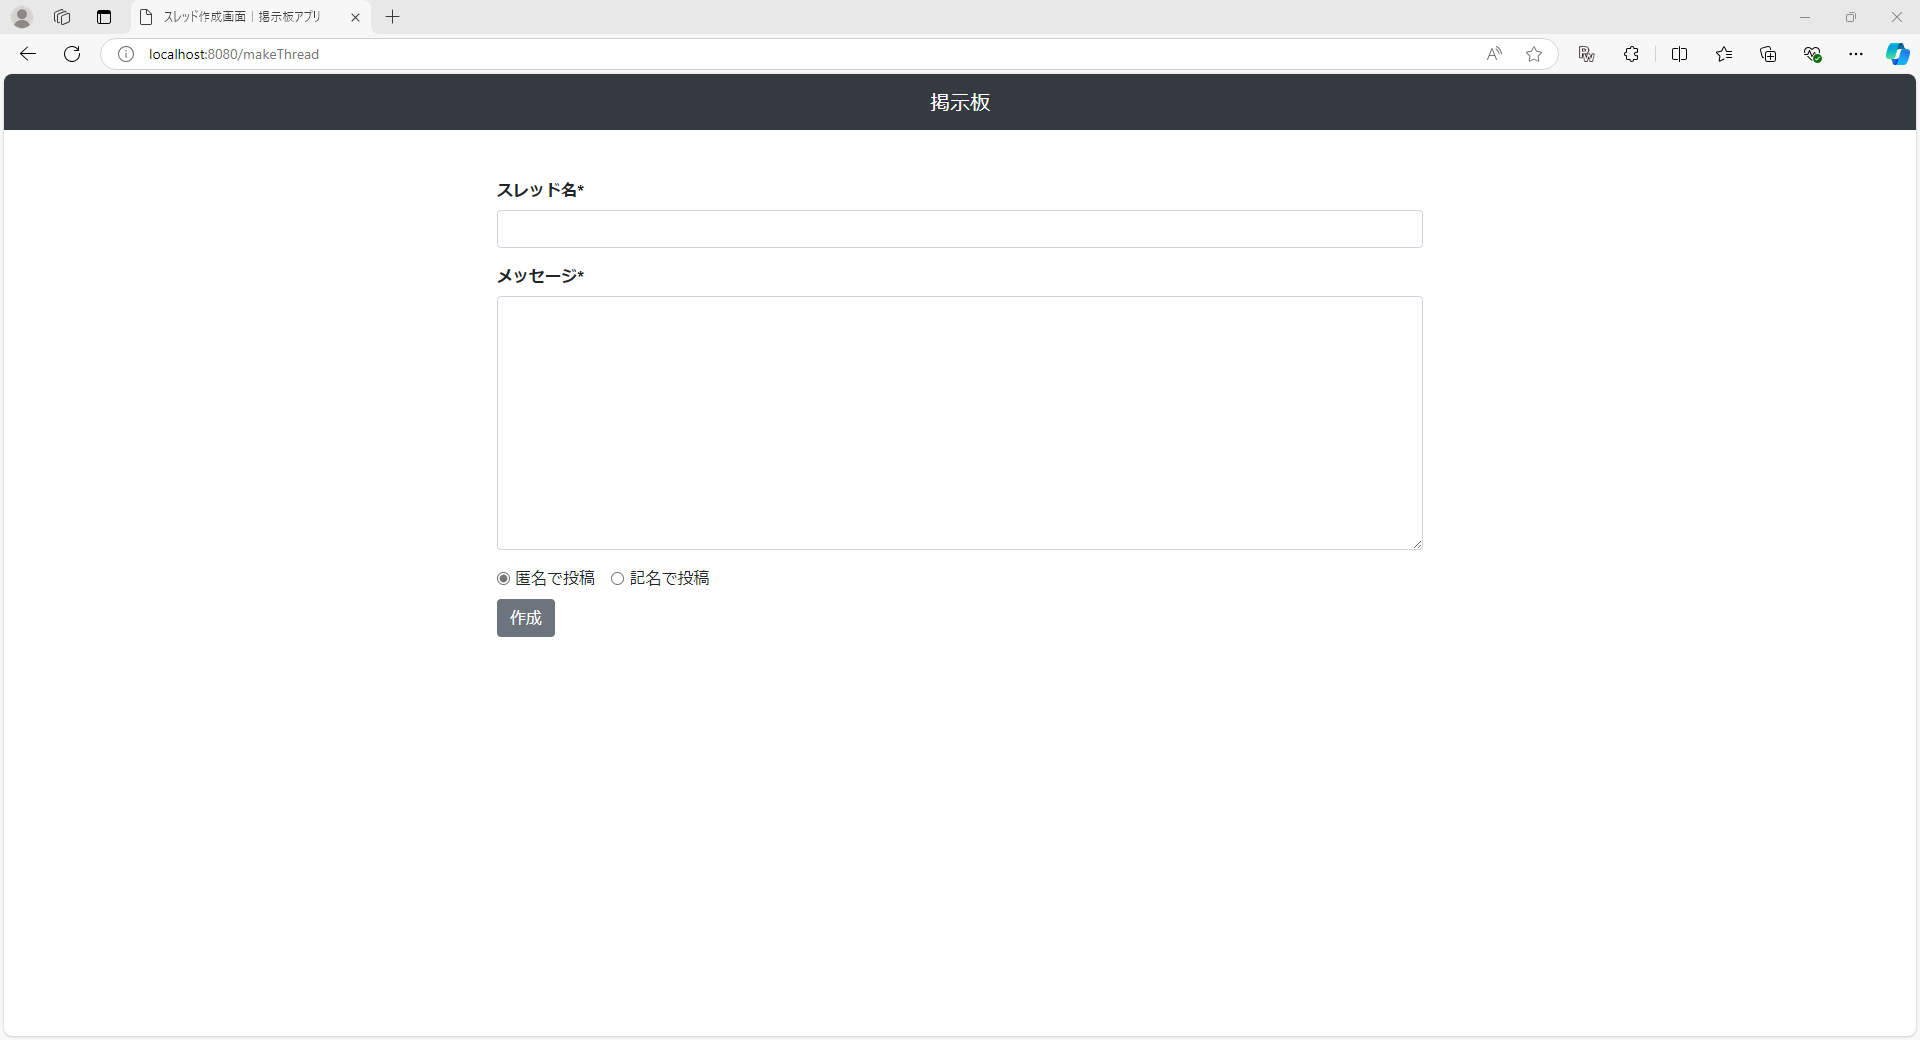 スレッド作成画面 | 掲示板アプリ
localhost:8080/makeThread
掲示板
スレッド名*
メッセージ*
匿名で投稿 記名で投稿
作成